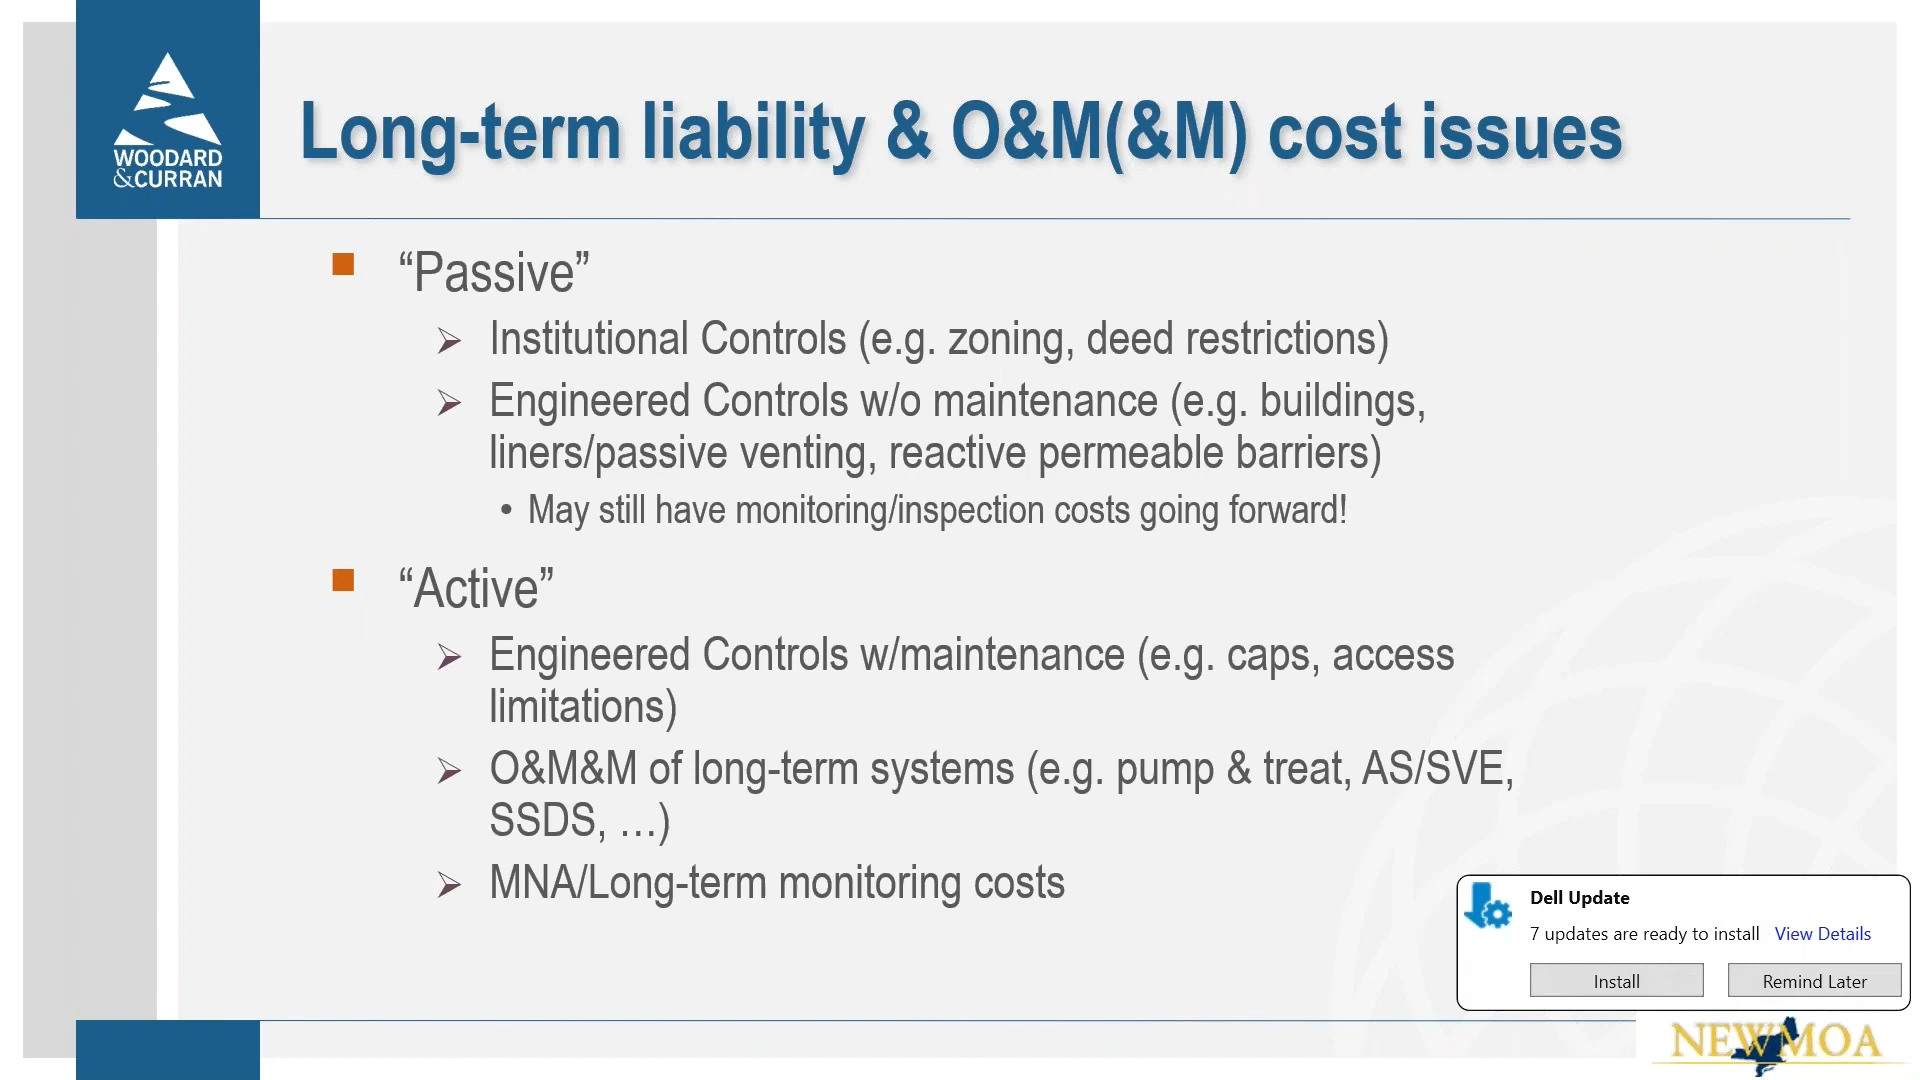 WOODARD
&CURRAN
Long-term liability & O&M(&M) cost issues
“Passive”
Institutional Controls (e.g. zoning, deed restrictions)
Engineered Controls w/o maintenance (e.g. buildings,
liners/passive venting, reactive permeable barriers)
• May still have monitoring/inspection costs going forward!
“Active”
Engineered Controls w/maintenance (e.g. caps, access
limitations)
O&M&M of long-term systems (e.g. pump & treat, AS/SVE,
SSDS, …)
MNA/Long-term monitoring costs
Dell Update
7 updates are ready to install View Details
Install Remind Later
NEWMOA